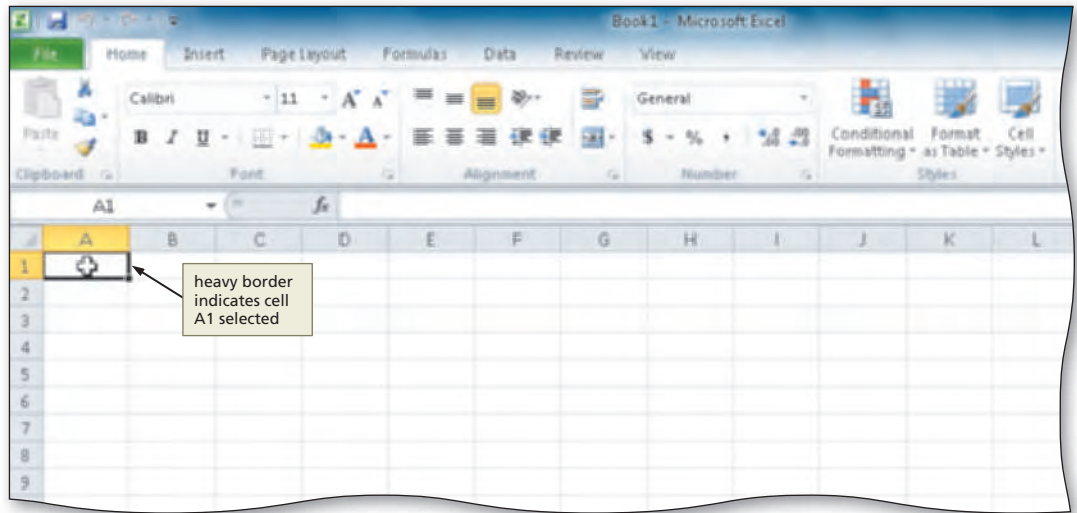 Book1 - Microsoft Excel
File Home Insert Page Layout Formulas Data Review View
Calibri 11 A A General
Paste B I U A $ % , Conditional Formatting Format as Table Cell Styles
Clipboard Font Alignment Number Styles
A1 fx
A B C D E F G H I J K L
1
heavy border
indicates cell
A1 selected
2
3
4
5
6
7
8
9